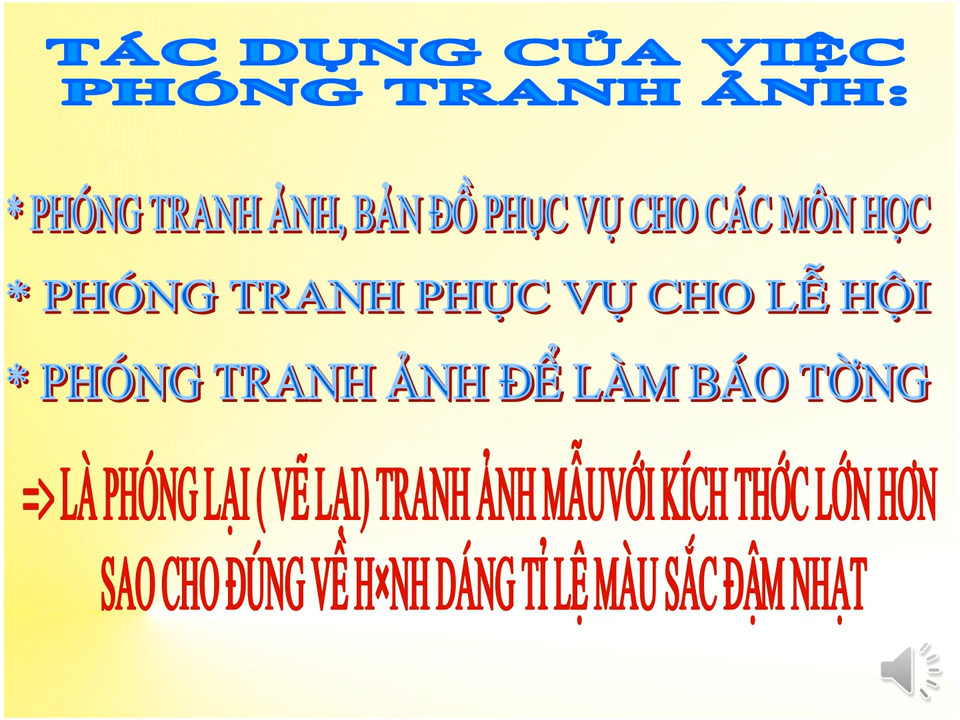 TÁC DỤNG CỦA VIỆC
PHÓNG TRANH ẢNH:
* PHÓNG TRANH ẢNH, BẢN ĐỒ PHỤC VỤ CHO CÁC MÔN HỌC
* PHÓNG TRANH PHỤC VỤ CHO LỄ HỘI
* PHÓNG TRANH ẢNH ĐỂ LÀM BÁO TỜNG
=> LÀ PHÓNG LẠI ( VẼ LẠI) TRANH ẢNH MẪUVỚI KÍCH THỚC LỚN HƠN
SAO CHO ĐÚNG VỀ H×NH DÁNG TỈ LỆ MÀU SẮC ĐẬM NHẠT